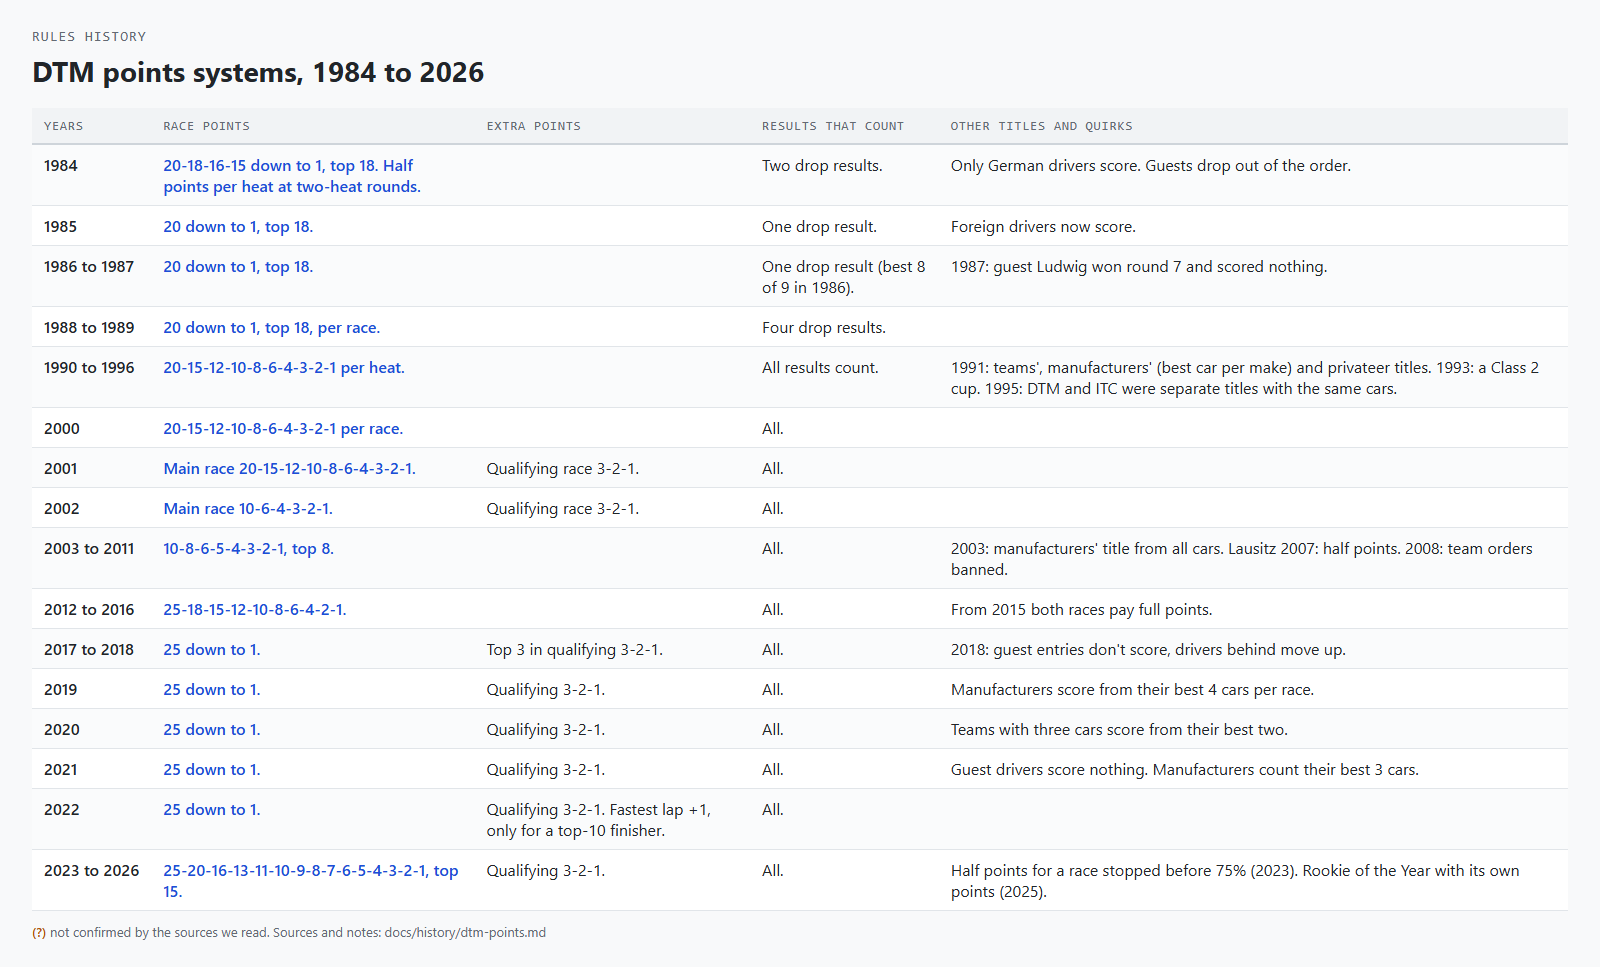 RULES HISTORY
DTM points systems, 1984 to 2026
YEARS RACE POINTS EXTRA POINTS RESULTS THAT COUNT OTHER TITLES AND QUIRKS
1984 20-18-16-15 down to 1, top 18. Half Two drop results. Only German drivers score. Guests drop out of the order.
points per heat at two-heat rounds.
1985 20 down to 1, top 18. One drop result. Foreign drivers now score.
1986 to 1987 20 down to 1, top 18. One drop result (best 8 1987: guest Ludwig won round 7 and scored nothing.
of 9 in 1986).
1988 to 1989 20 down to 1, top 18, per race. Four drop results.
1990 to 1996 20-15-12-10-8-6-4-3-2-1 per heat. All results count. 1991: teams', manufacturers' (best car per make) and privateer titles. 1993: a Class 2
cup. 1995: DTM and ITC were separate titles with the same cars.
2000 20-15-12-10-8-6-4-3-2-1 per race. All.
2001 Main race 20-15-12-10-8-6-4-3-2-1. Qualifying race 3-2-1. All.
2002 Main race 10-6-4-3-2-1. Qualifying race 3-2-1. All.
2003 to 2011 10-8-6-5-4-3-2-1, top 8. All. 2003: manufacturers' title from all cars. Lausitz 2007: half points. 2008: team orders
banned.
2012 to 2016 25-18-15-12-10-8-6-4-2-1. All. From 2015 both races pay full points.
2017 to 2018 25 down to 1. Top 3 in qualifying 3-2-1. All. 2018: guest entries don't score, drivers behind move up.
2019 25 down to 1. Qualifying 3-2-1. All. Manufacturers score from their best 4 cars per race.
2020 25 down to 1. Qualifying 3-2-1. All. Teams with three cars score from their best two.
2021 25 down to 1. Qualifying 3-2-1. All. Guest drivers score nothing. Manufacturers count their best 3 cars.
2022 25 down to 1. Qualifying 3-2-1. Fastest lap +1, All.
only for a top-10 finisher.
2023 to 2026 25-20-16-13-11-10-9-8-7-6-5-4-3-2-1, top Qualifying 3-2-1. All. Half points for a race stopped before 75% (2023). Rookie of the Year with its own
15. points (2025).
(?) not confirmed by the sources we read. Sources and notes: docs/history/dtm-points.md